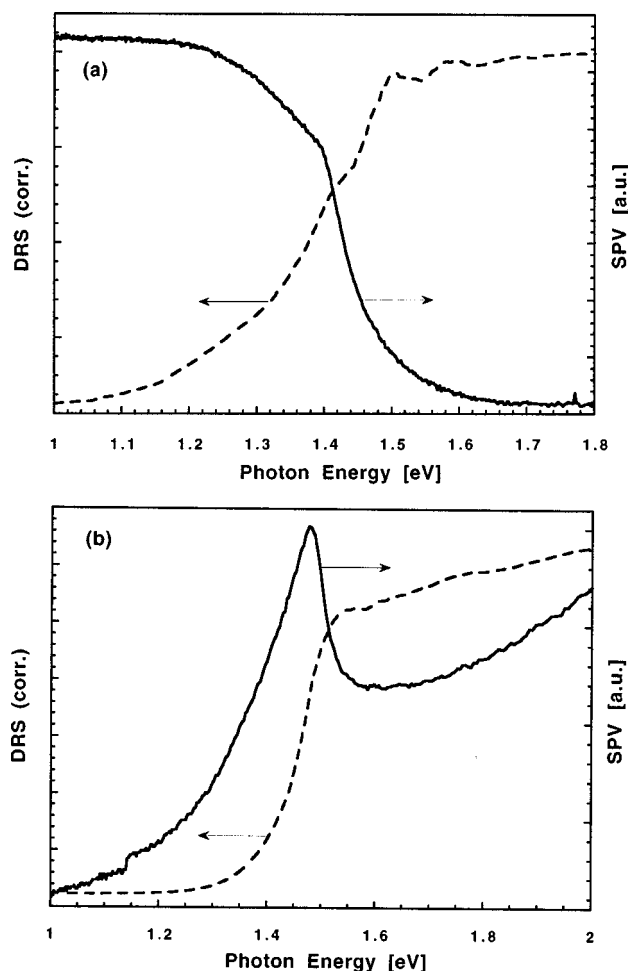 (a)
DRS (corr.)
SPV [a.u.]
1 1.1 1.2 1.3 1.4 1.5 1.6 1.7 1.8
Photon Energy [eV]
(b)
DRS (corr.)
SPV [a.u.]
1 1.2 1.4 1.6 1.8 2
Photon Energy [eV]